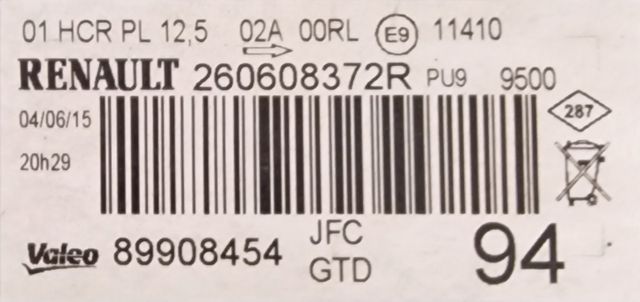 01 HCR PL 12,5 02A 00RL E9 11410
RENAULT 260608372R PU9 9500
04/06/15
287
20h29
Valeo 89908454
JFC
GTD
94